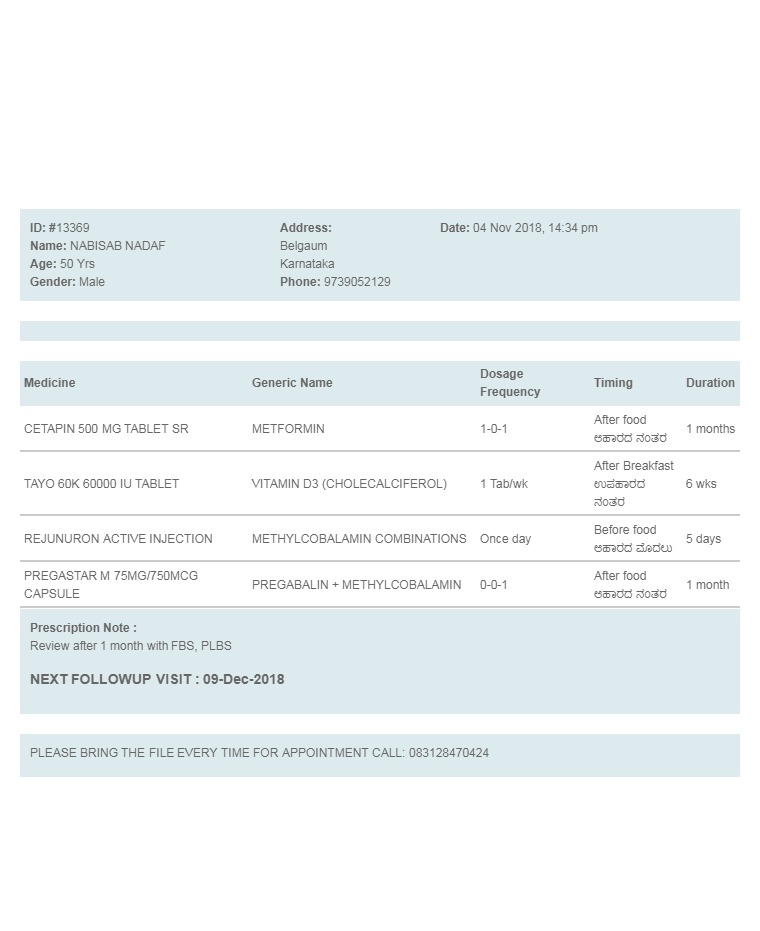 ID: #13369
Name: NABISAB NADAF
Age: 50 Yrs
Gender: Male
Address:
Belgaum
Karnataka
Phone: 9739052129
Date: 04 Nov 2018, 14:34 pm
Medicine Generic Name Dosage Frequency Timing Duration
CETAPIN 500 MG TABLET SR METFORMIN 1-0-1 After food 1 months
ಆಹಾರದ ನಂತರ
TAYO 60K 60000 IU TABLET VITAMIN D3 (CHOLECALCIFEROL) 1 Tab/wk After Breakfast 6 wks
ಉಪಹಾರದ
ನಂತರ
REJUNURON ACTIVE INJECTION METHYLCOBALAMIN COMBINATIONS Once day Before food 5 days
ಆಹಾರದ ಮೊದಲು
PREGASTAR M 75MG/750MCG CAPSULE PREGABALIN + METHYLCOBALAMIN 0-0-1 After food 1 month
ಆಹಾರದ ನಂತರ
Prescription Note :
Review after 1 month with FBS, PLBS
NEXT FOLLOWUP VISIT : 09-Dec-2018
PLEASE BRING THE FILE EVERY TIME FOR APPOINTMENT CALL: 083128470424